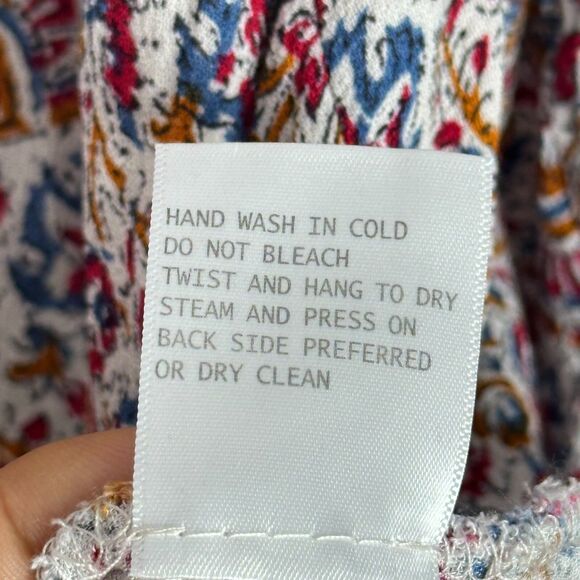 HAND WASH IN COLD
DO NOT BLEACH
TWIST AND HANG TO DRY
STEAM AND PRESS ON
BACK SIDE PREFERRED
OR DRY CLEAN